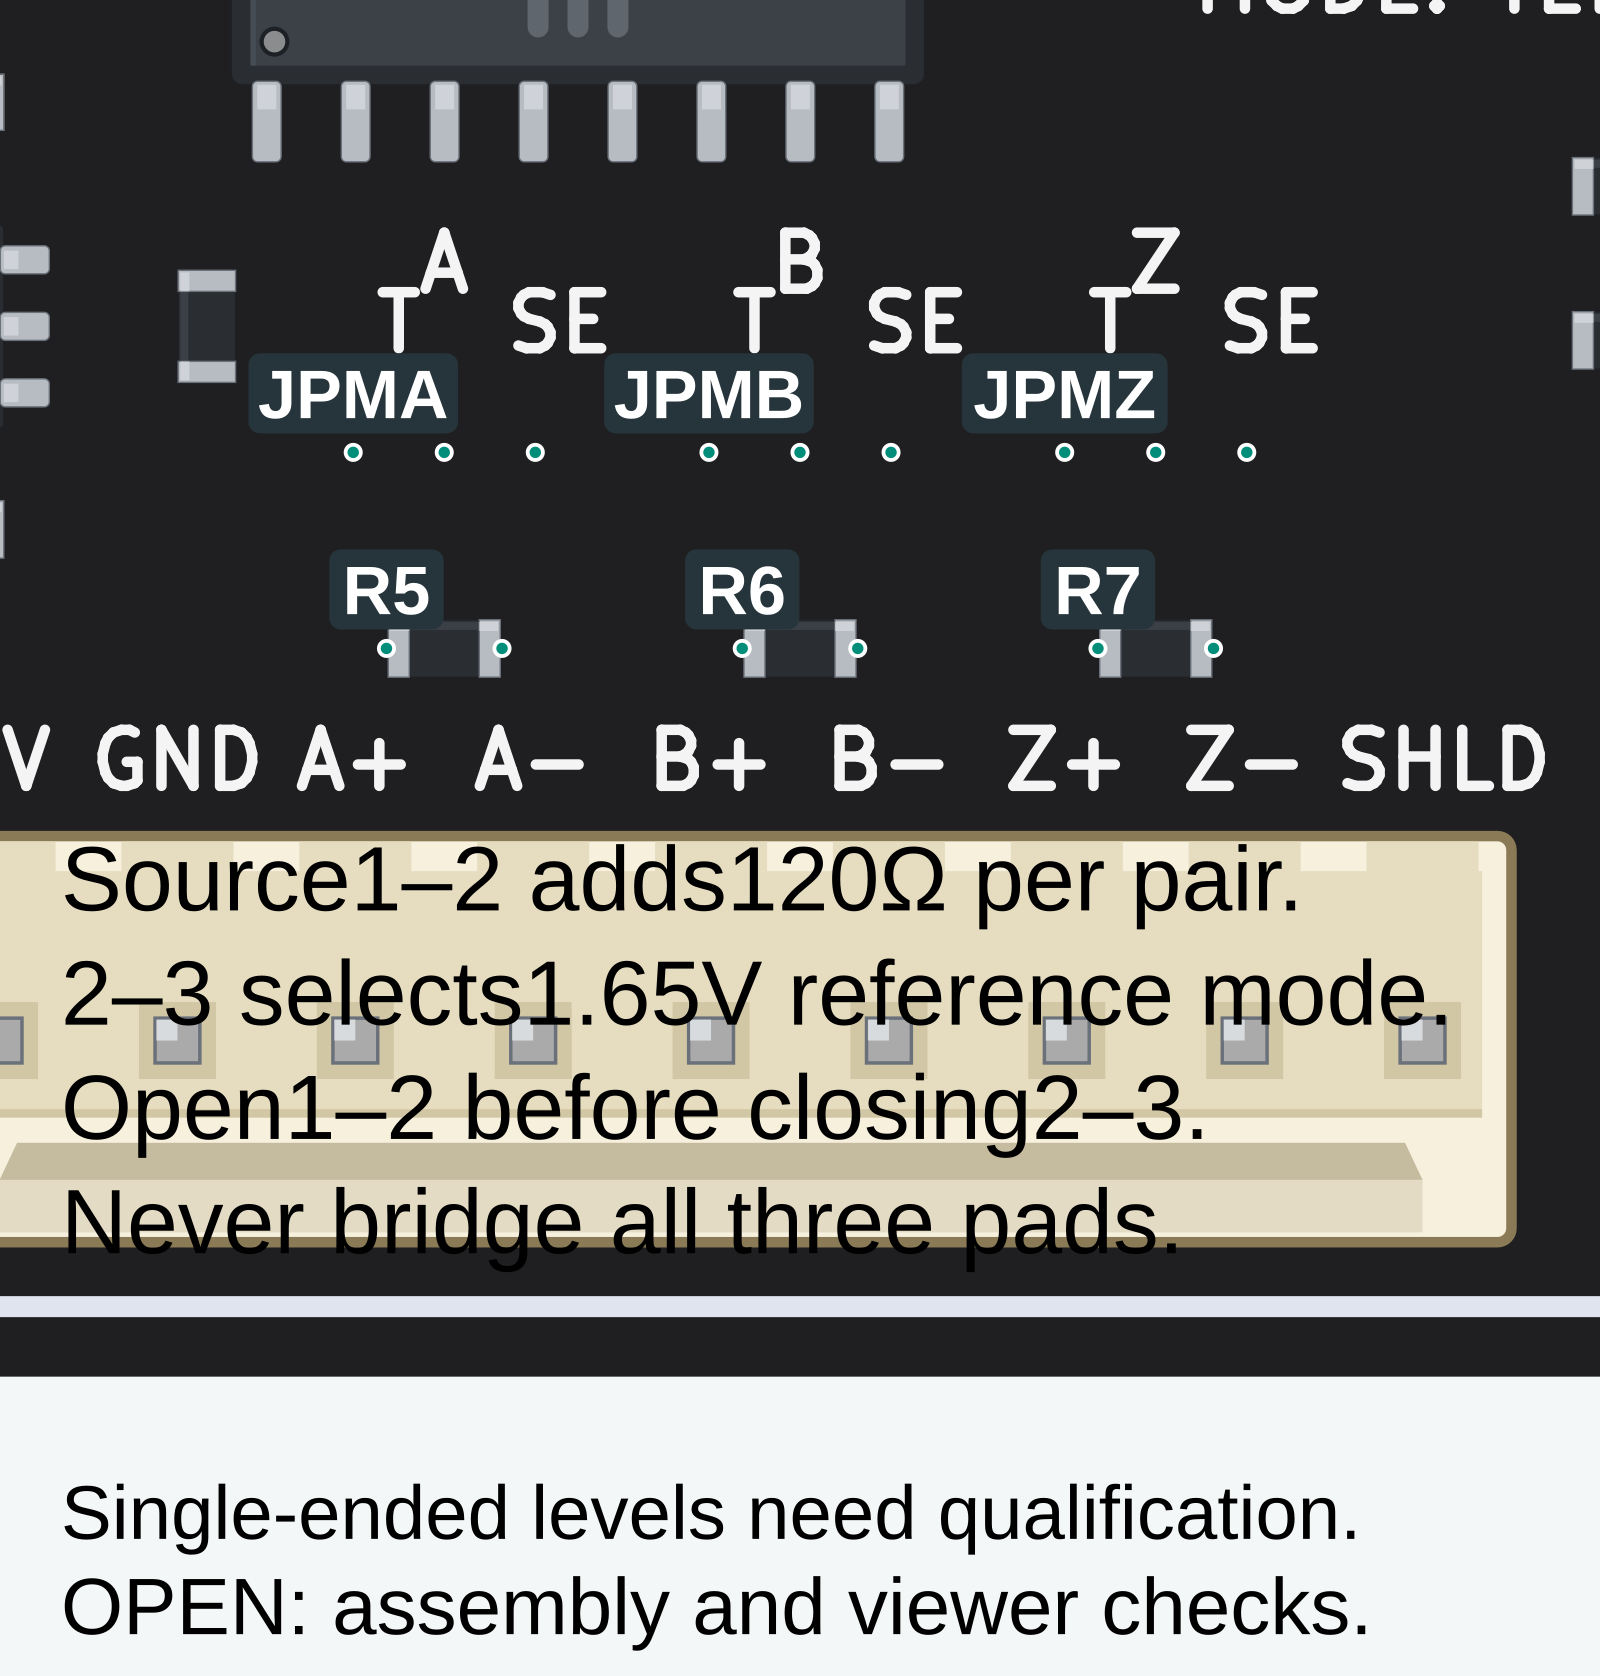 A B Z
T SE T SE T SE
JPMA JPMB JPMZ
R5 R6 R7
V GND A+ A- B+ B- Z+ Z- SHLD
Source1–2 adds120Ω per pair.
2–3 selects1.65V reference mode.
Open1–2 before closing2–3.
Never bridge all three pads.
Single-ended levels need qualification.
OPEN: assembly and viewer checks.